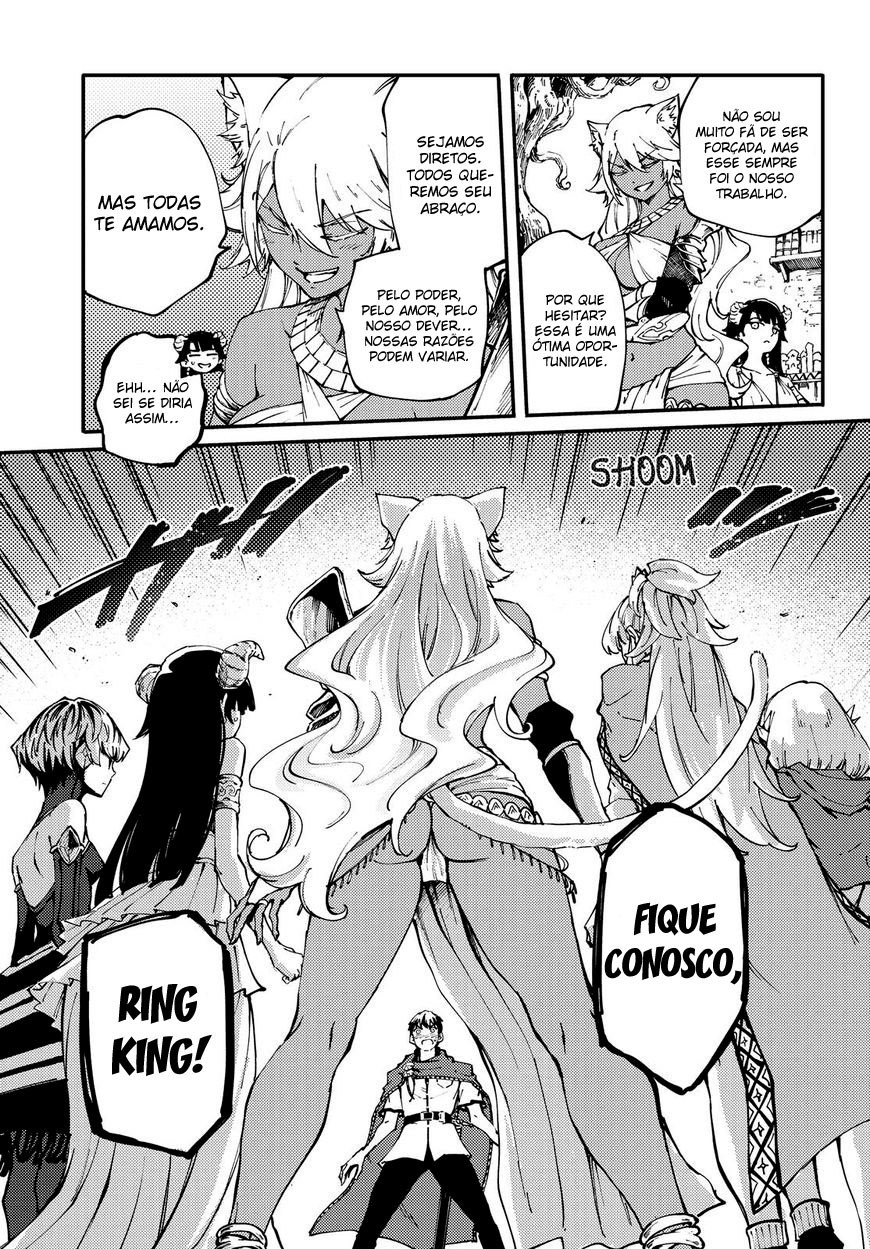 NÃO SOU
MUITO FÃ DE SER
FORÇADA, MAS
ESSE SEMPRE
FOI O NOSSO
TRABALHO.
POR QUE
HESITAR?
ESSA É UMA
ÓTIMA OPOR-
TUNIDADE.
SEJAMOS
DIRETOS.
TODOS QUE-
REMOS SEU
ABRAÇO.
PELO PODER,
PELO AMOR, PELO
NOSSO DEVER...
NOSSAS RAZÕES
PODEM VARIAR.
MAS TODAS
TE AMAMOS.
EHH... NÃO
SEI SE DIRIA
ASSIM...
SHOOM
FIQUE
CONOSCO,
RING
KING!